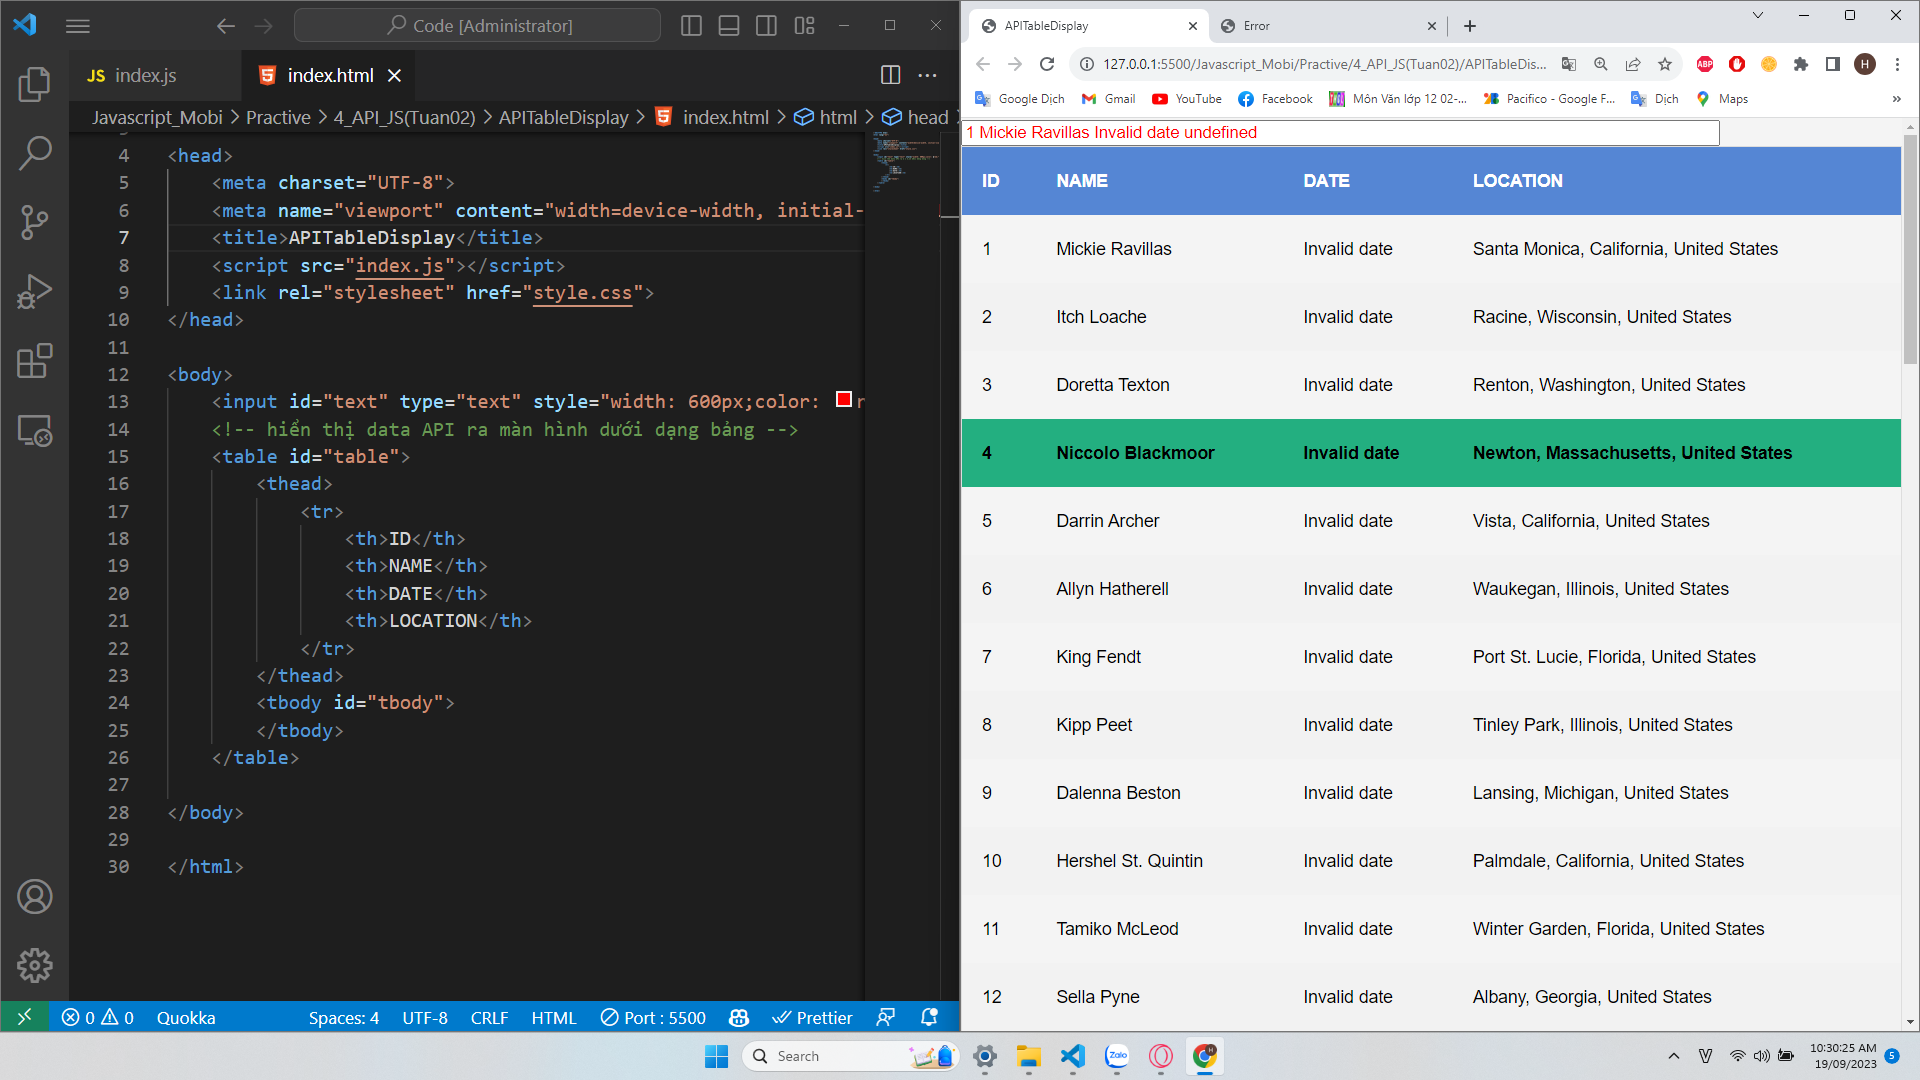 Code [Administrator]
JS index.js
index.html
Javascript_Mobi > Practive > 4_API_JS(Tuan02) > APITableDisplay > index.html > html > head
4 <head>
5 <meta charset="UTF-8">
6 <meta name="viewport" content="width=device-width, initial-
7 <title>APITableDisplay</title>
8 <script src="index.js"></script>
9 <link rel="stylesheet" href="style.css">
10 </head>
11
12 <body>
13 <input id="text" type="text" style="width: 600px;color: r
14 <!-- hiển thị data API ra màn hình dưới dạng bảng -->
15 <table id="table">
16 <thead>
17 <tr>
18 <th>ID</th>
19 <th>NAME</th>
20 <th>DATE</th>
21 <th>LOCATION</th>
22 </tr>
23 </thead>
24 <tbody id="tbody">
25 </tbody>
26 </table>
27
28 </body>
29
30 </html>
0 0 Quokka Spaces: 4 UTF-8 CRLF HTML Port : 5500 Prettier
APITableDisplay
Error
127.0.0.1:5500/Javascript_Mobi/Practive/4_API_JS(Tuan02)/APITableDis...
ABP
H
Google Dịch Gmail YouTube Facebook Môn Văn lớp 12 02-... Pacifico - Google F... Dịch Maps »
1 Mickie Ravillas Invalid date undefined
ID NAME DATE LOCATION
1 Mickie Ravillas Invalid date Santa Monica, California, United States
2 Itch Loache Invalid date Racine, Wisconsin, United States
3 Doretta Texton Invalid date Renton, Washington, United States
4 Niccolo Blackmoor Invalid date Newton, Massachusetts, United States
5 Darrin Archer Invalid date Vista, California, United States
6 Allyn Hatherell Invalid date Waukegan, Illinois, United States
7 King Fendt Invalid date Port St. Lucie, Florida, United States
8 Kipp Peet Invalid date Tinley Park, Illinois, United States
9 Dalenna Beston Invalid date Lansing, Michigan, United States
10 Hershel St. Quintin Invalid date Palmdale, California, United States
11 Tamiko McLeod Invalid date Winter Garden, Florida, United States
12 Sella Pyne Invalid date Albany, Georgia, United States
Search
Zalo
H
V
10:30:25 AM
19/09/2023
5